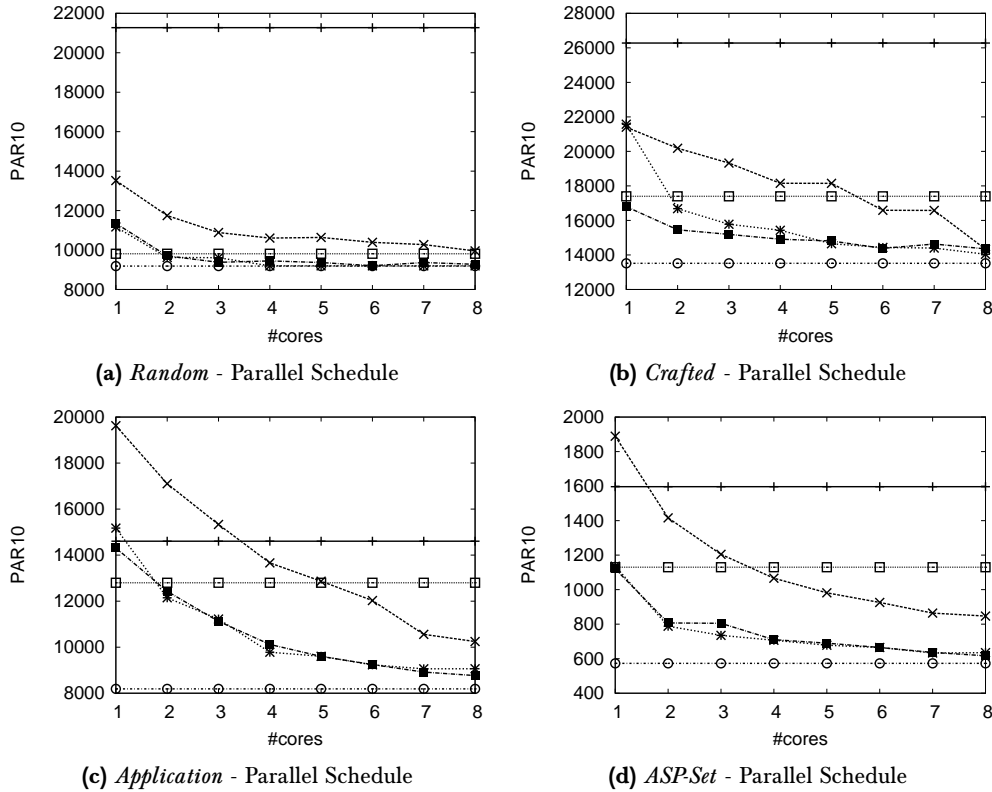 22000
20000
18000
16000
14000
12000
10000
8000
PAR10
1 2 3 4 5 6 7 8
#cores
(a) Random - Parallel Schedule
28000
26000
24000
22000
20000
18000
16000
14000
12000
PAR10
1 2 3 4 5 6 7 8
#cores
(b) Crafted - Parallel Schedule
20000
18000
16000
14000
12000
10000
8000
PAR10
1 2 3 4 5 6 7 8
#cores
(c) Application - Parallel Schedule
2000
1800
1600
1400
1200
1000
800
600
400
PAR10
1 2 3 4 5 6 7 8
#cores
(d) ASP-Set - Parallel Schedule